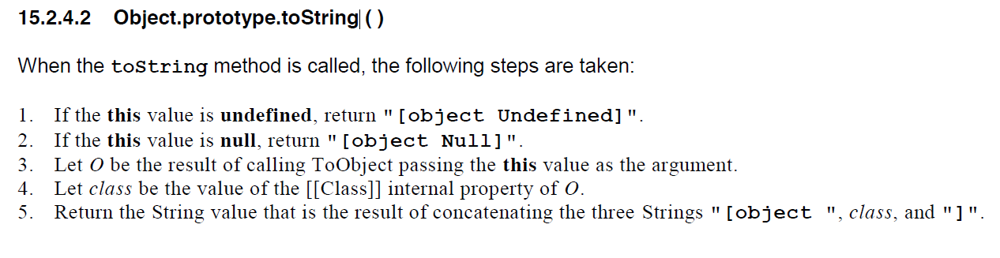 15.2.4.2 Object.prototype.toString ( )
When the toString method is called, the following steps are taken:
1. If the this value is undefined, return "[object Undefined]".
2. If the this value is null, return "[object Null]".
3. Let O be the result of calling ToObject passing the this value as the argument.
4. Let class be the value of the [[Class]] internal property of O.
5. Return the String value that is the result of concatenating the three Strings "[object ", class, and "]".